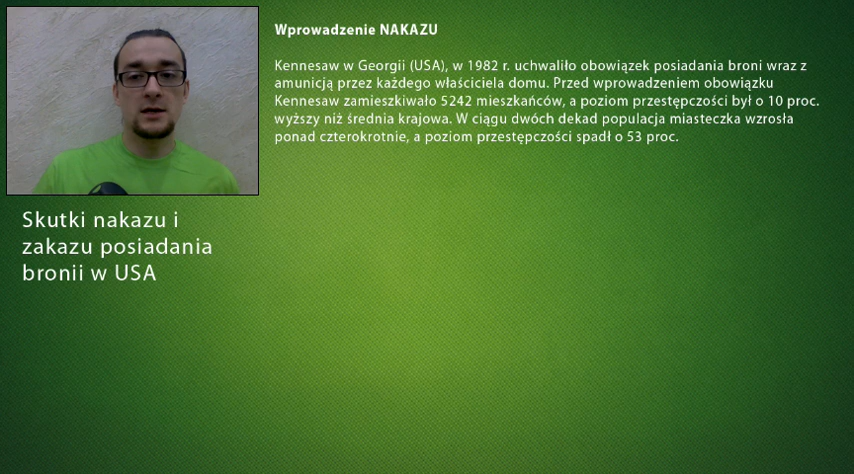 Wprowadzenie NAKAZU
Kennesaw w Georgii (USA), w 1982 r. uchwaliło obowiązek posiadania broni wraz z
amunicją przez każdego właściciela domu. Przed wprowadzeniem obowiązku
Kennesaw zamieszkiwało 5242 mieszkańców, a poziom przestępczości był o 10 proc.
wyższy niż średnia krajowa. W ciągu dwóch dekad populacja miasteczka wzrosła
ponad czterokrotnie, a poziom przestępczości spadł o 53 proc.
Skutki nakazu i
zakazu posiadania
bronii w USA